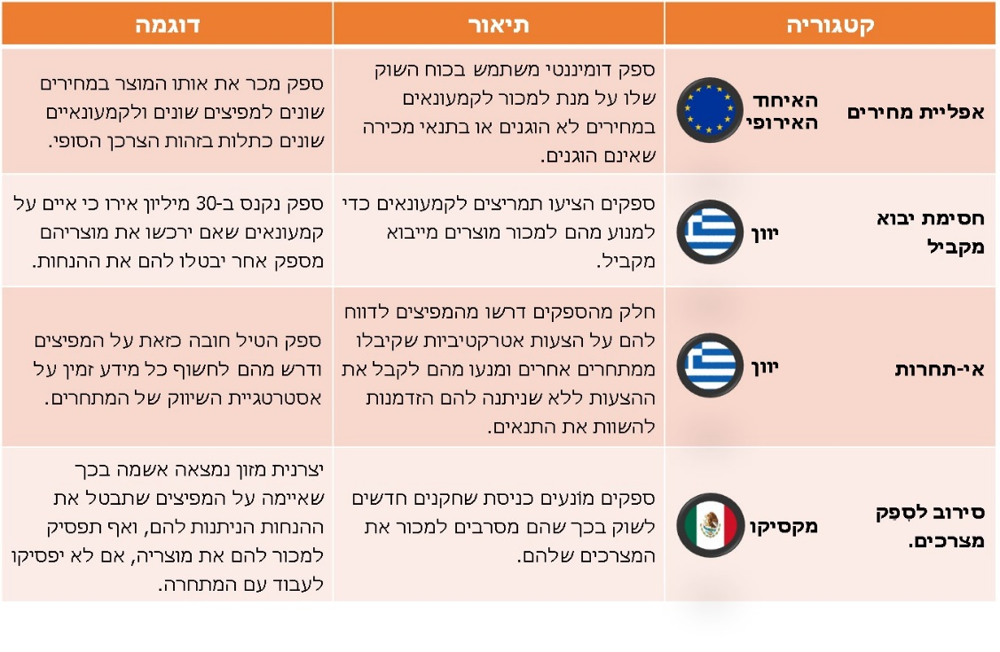 קטגוריה
תיאור
דוגמה
אפליית מחירים
האיחוד
האירופי
ספק דומיננטי משתמש בכוח השוק
שלו על מנת למכור לקמעונאים
במחירים לא הוגנים או בתנאי מכירה
שאינם הוגנים.
ספק מכר את אותו המוצר במחירים
שונים למפיצים שונים ולקמעונאיים
שונים כתלות בזהות הצרכן הסופי.
חסימת יבוא
מקביל
יוון
ספקים הציעו תמריצים לקמעונאים כדי
למנוע מהם למכור מוצרים מייבוא
מקביל.
ספק נקנס ב-30 מיליון אירו כי איים על
קמעונאים שאם ירכשו את מוצריהם
מספק אחר יבטלו להם את ההנחות.
אי-תחרות
יוון
חלק מהספקים דרשו מהמפיצים לדווח
להם על הצעות אטרקטיביות שקיבלו
ממתחרים אחרים ומנעו מהם לקבל את
ההצעות ללא שניתנה להם הזדמנות
להשוות את התנאים.
ספק הטיל חובה כזאת על המפיצים
ודרש מהם לחשוף כל מידע זמין על
אסטרטגיית השיווק של המתחרים.
סירוב לסַפֵּק
מצרכים.
מקסיקו
ספקים מונעים כניסת שחקנים חדשים
לשוק בכך שהם מסרבים למכור את
המצרכים שלהם.
יצרנית מזון נמצאה אשמה בכך
שאיימה על המפיצים שתבטל את
ההנחות הניתנות להם, ואף תפסיק
למכור להם את מוצריה, אם לא יפסיקו
לעבוד עם המתחרה.